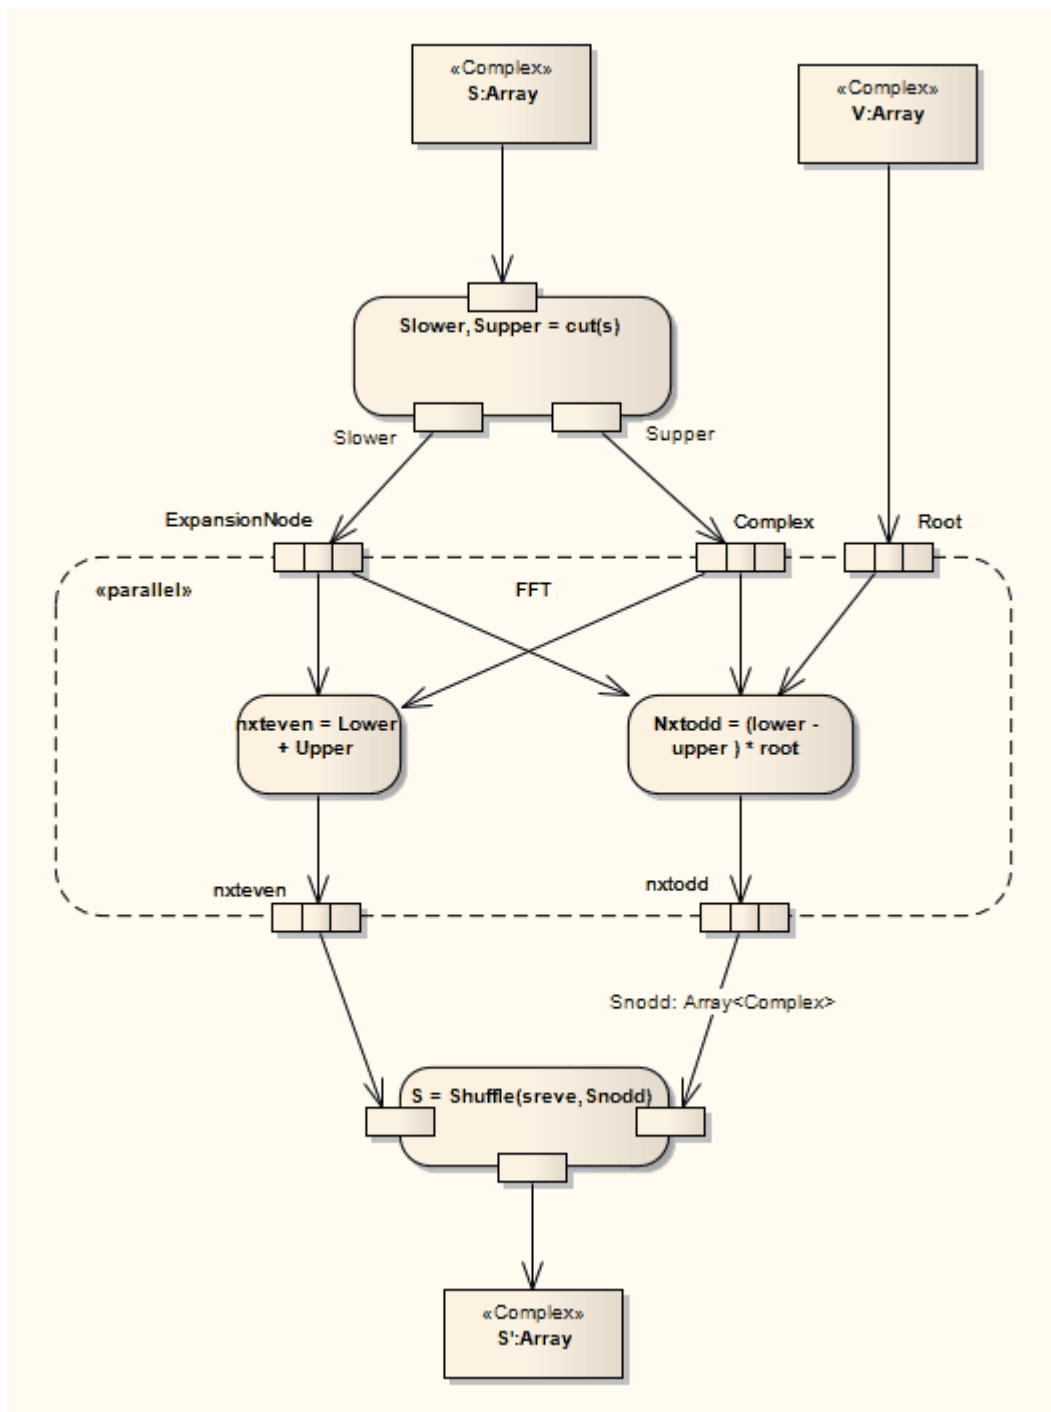 «Complex»
S:Array
«Complex»
V:Array
Slower,Supper = cut(s)
Slower
Supper
ExpansionNode
Complex
Root
«parallel»
FFT
nxteven = Lower
+ Upper
Nxtodd = (lower -
upper ) * root
nxteven
nxtodd
Snodd: Array<Complex>
S = Shuffle(sreve,Snodd)
«Complex»
S':Array